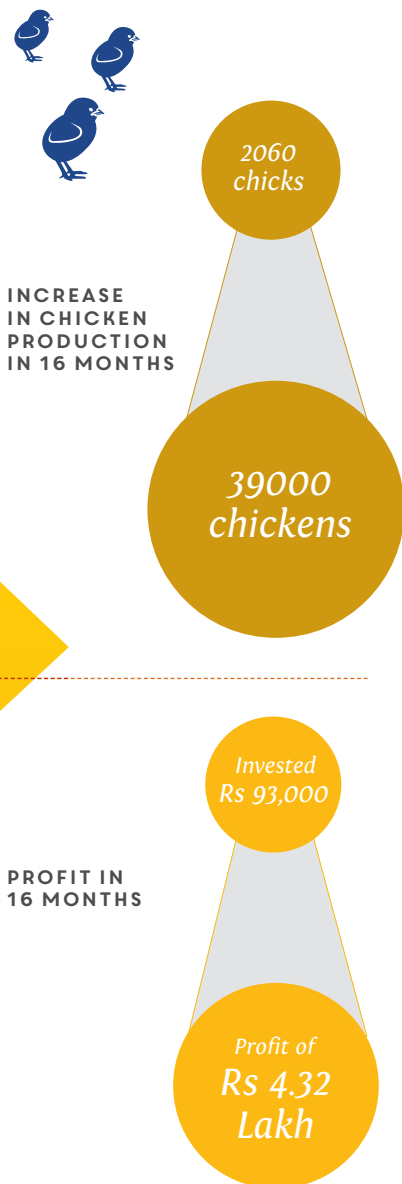 2060
chicks
INCREASE
IN CHICKEN
PRODUCTION
IN 16 MONTHS
39000
chickens
Invested
Rs 93,000
PROFIT IN
16 MONTHS
Profit of
Rs 4.32
Lakh